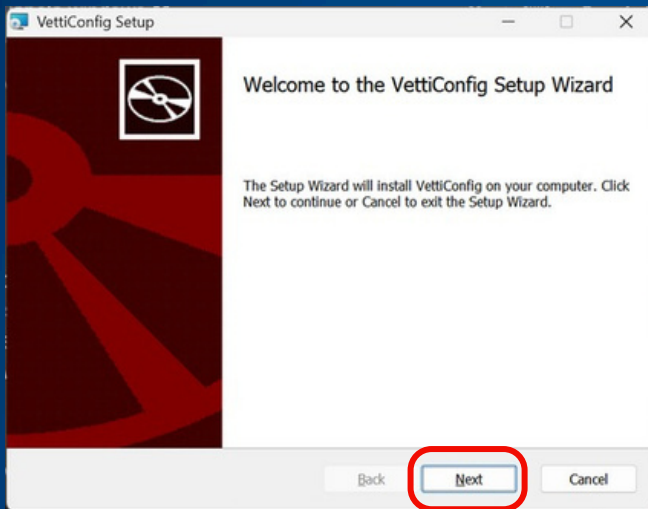 VettiConfig Setup
Welcome to the VettiConfig Setup Wizard
The Setup Wizard will install VettiConfig on your computer. Click
Next to continue or Cancel to exit the Setup Wizard.
Back
Next
Cancel